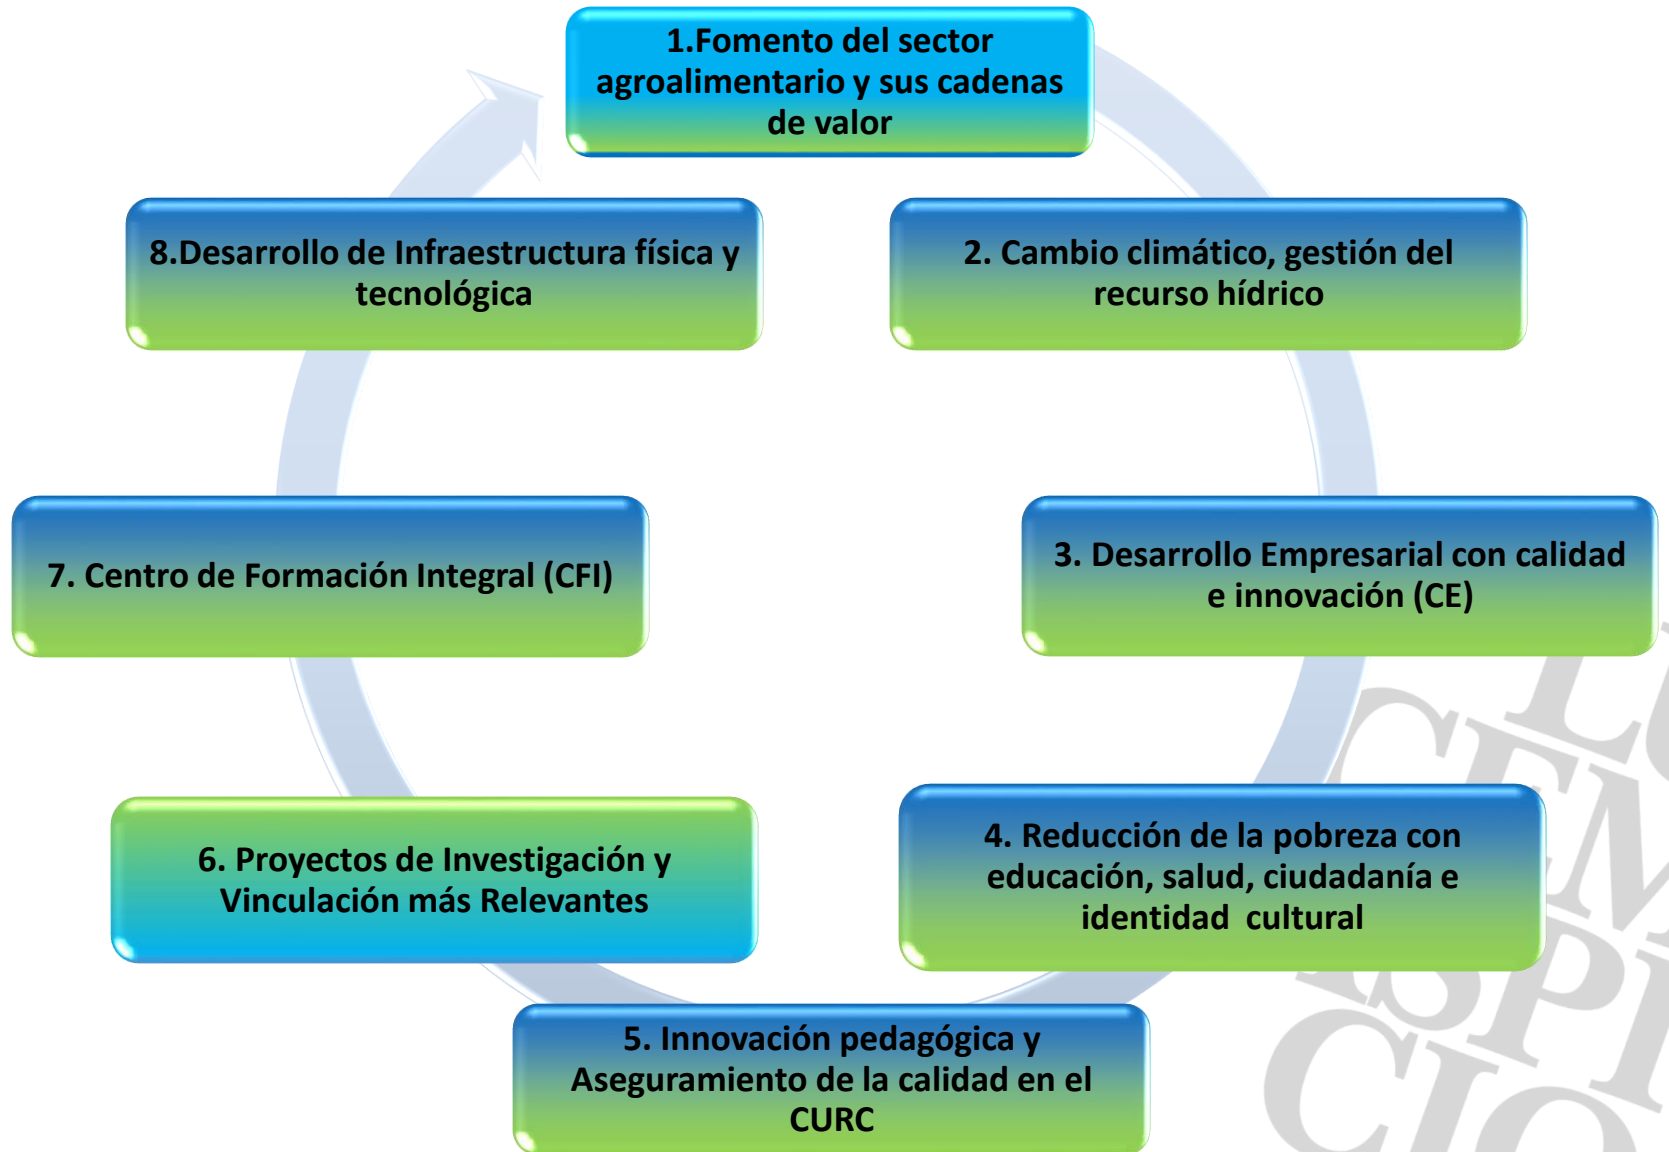 1.Fomento del sector
agroalimentario y sus cadenas
de valor
2. Cambio climático, gestión del
recurso hídrico
3. Desarrollo Empresarial con calidad
e innovación (CE)
4. Reducción de la pobreza con
educación, salud, ciudadanía e
identidad cultural
5. Innovación pedagógica y
Aseguramiento de la calidad en el
CURC
6. Proyectos de Investigación y
Vinculación más Relevantes
7. Centro de Formación Integral (CFI)
8.Desarrollo de Infraestructura física y
tecnológica